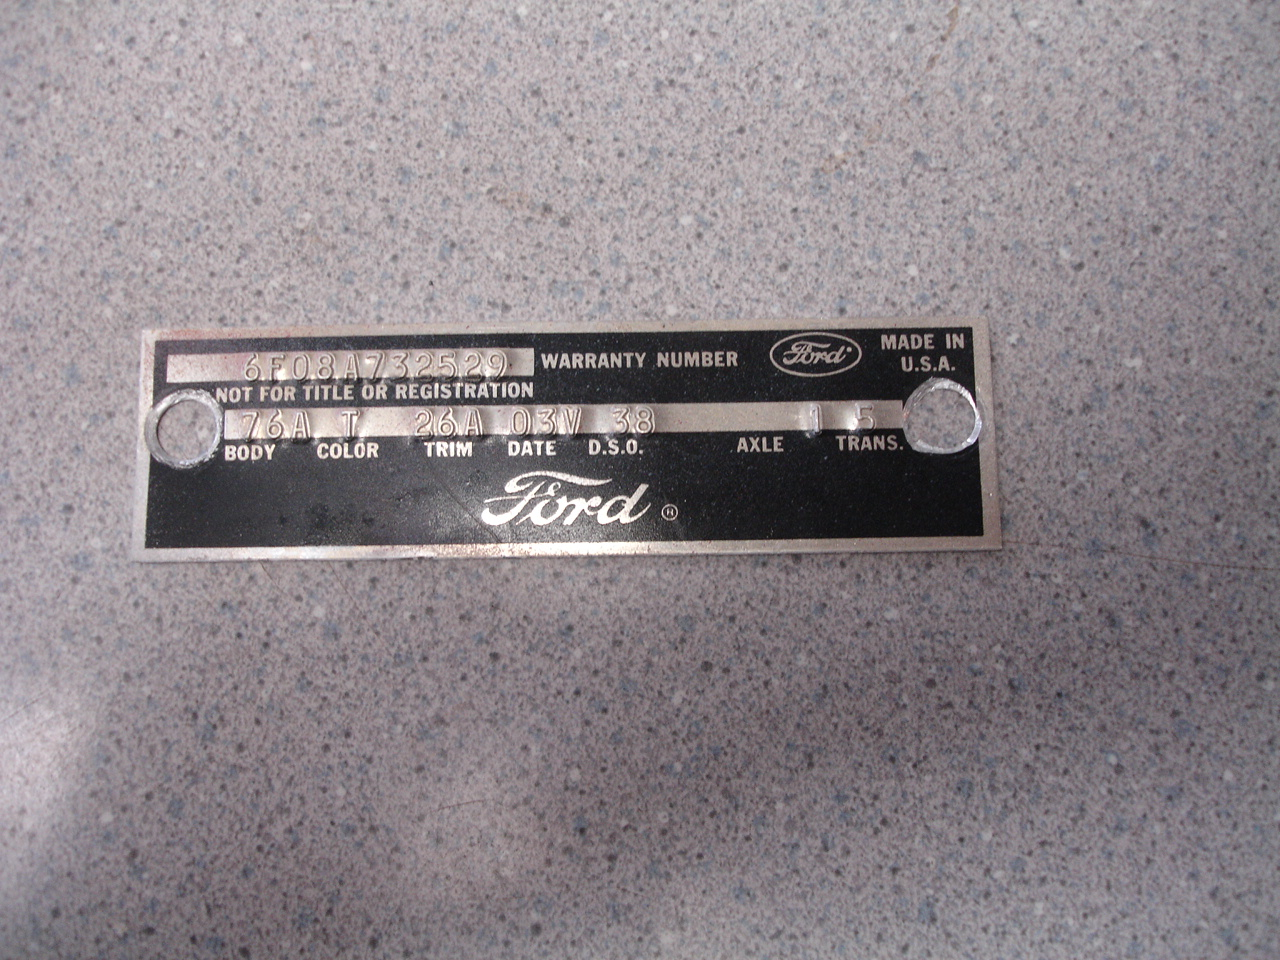 6F08A732529 WARRANTY NUMBER Ford MADE IN U.S.A.
NOT FOR TITLE OR REGISTRATION
76A T 26A 03V 38 1 5
BODY COLOR TRIM DATE D.S.O. AXLE TRANS.
Ford ®